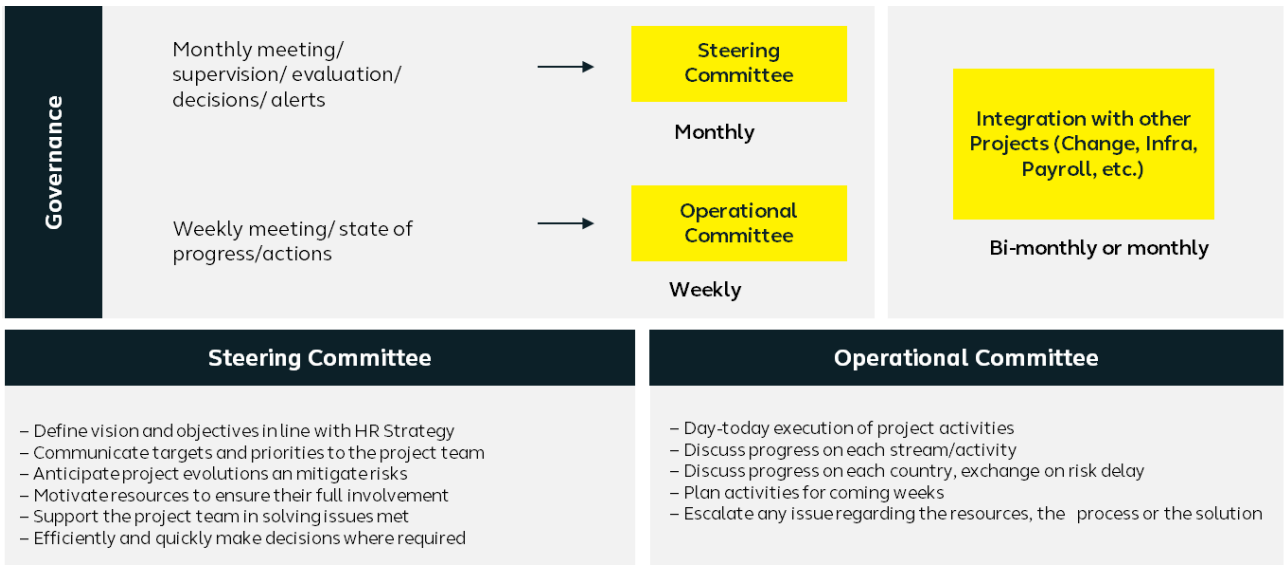 Governance
Monthly meeting/
supervision/ evaluation/
decisions/ alerts
Steering
Committee
Monthly
Weekly meeting/ state of
progress/actions
Operational
Committee
Weekly
Integration with other
Projects (Change, Infra,
Payroll, etc.)
Bi-monthly or monthly
Steering Committee
– Define vision and objectives in line with HR Strategy
– Communicate targets and priorities to the project team
– Anticipate project evolutions an mitigate risks
– Motivate resources to ensure their full involvement
– Support the project team in solving issues met
– Efficiently and quickly make decisions where required
Operational Committee
– Day-today execution of project activities
– Discuss progress on each stream/activity
– Discuss progress on each country, exchange on risk delay
– Plan activities for coming weeks
– Escalate any issue regarding the resources, the process or the solution